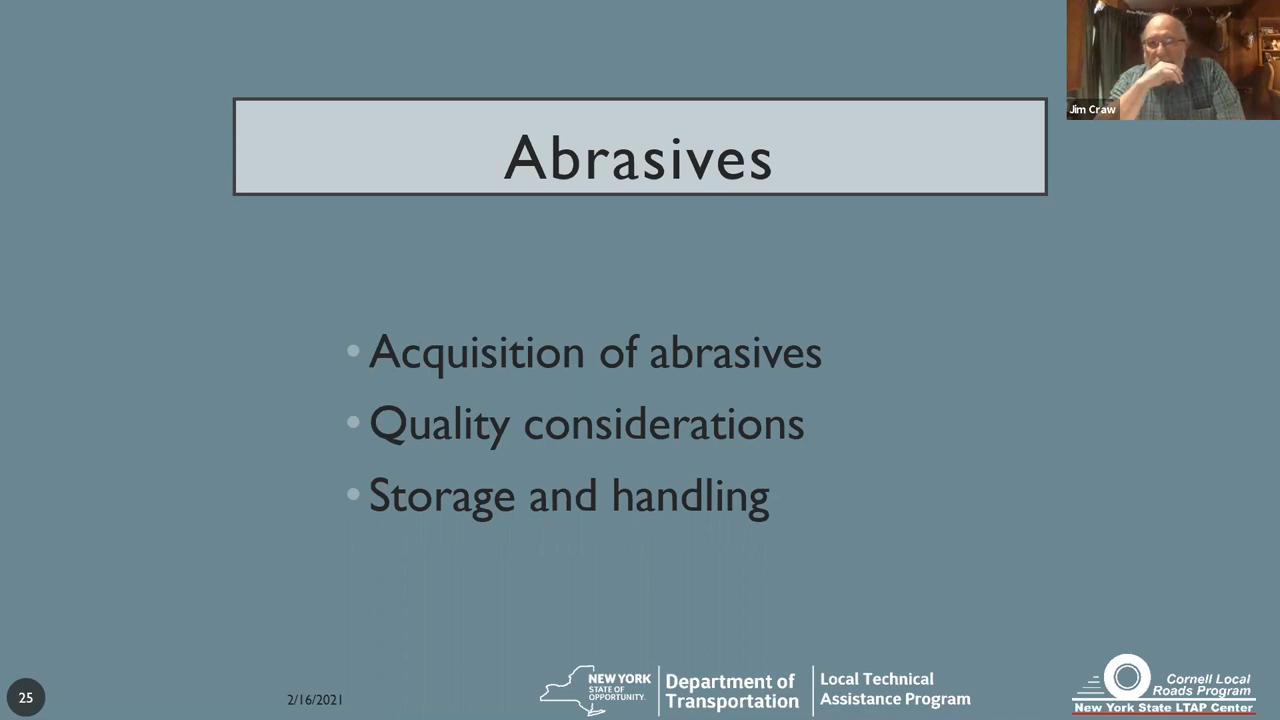 Jim Craw
Abrasives
• Acquisition of abrasives
• Quality considerations
• Storage and handling
25
2/16/2021
NEW YORK
STATE OF
OPPORTUNITY.
Department of
Transportation
Local Technical
Assistance Program
Cornell Local
Roads Program
New York State LTAP Center